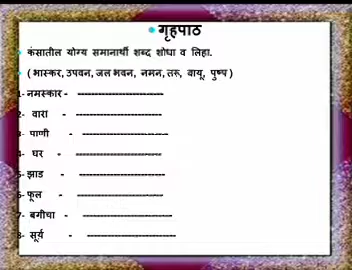 •गृहपाठ
• कंसातील योग्य समानार्थी शब्द शोधा व लिहा.
• ( भास्कर, उपवन, जल भवन, नमन, तरु, वायू, पुष्प )
1- नमस्कार - --------------------------
2- वारा - --------------------------
3- पाणी - --------------------------
4- घर - --------------------------
5- झाड - --------------------------
6- फूल - --------------------------
7- बगीचा - --------------------------
8- सूर्य - --------------------------